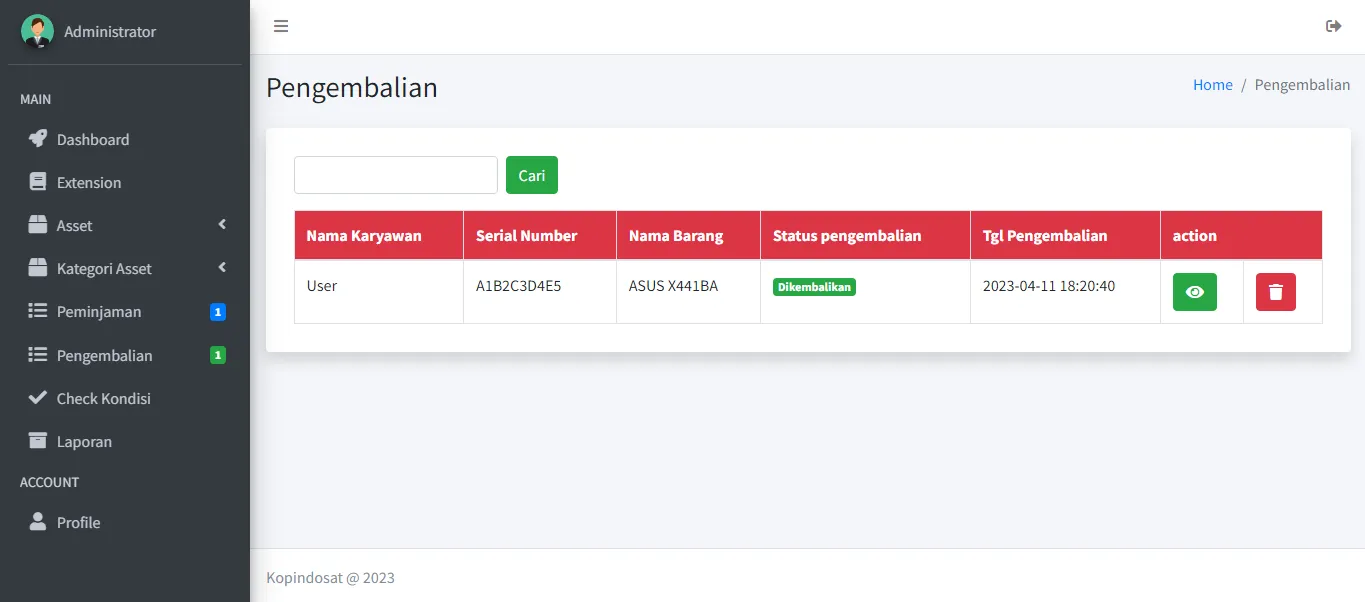 Administrator
MAIN
Dashboard
Extension
Asset
Kategori Asset
Peminjaman 1
Pengembalian 1
Check Kondisi
Laporan
ACCOUNT
Profile
Pengembalian
Home / Pengembalian
Cari
Nama Karyawan Serial Number Nama Barang Status pengembalian Tgl Pengembalian action
User A1B2C3D4E5 ASUS X441BA Dikembalikan 2023-04-11 18:20:40
Kopindosat @ 2023